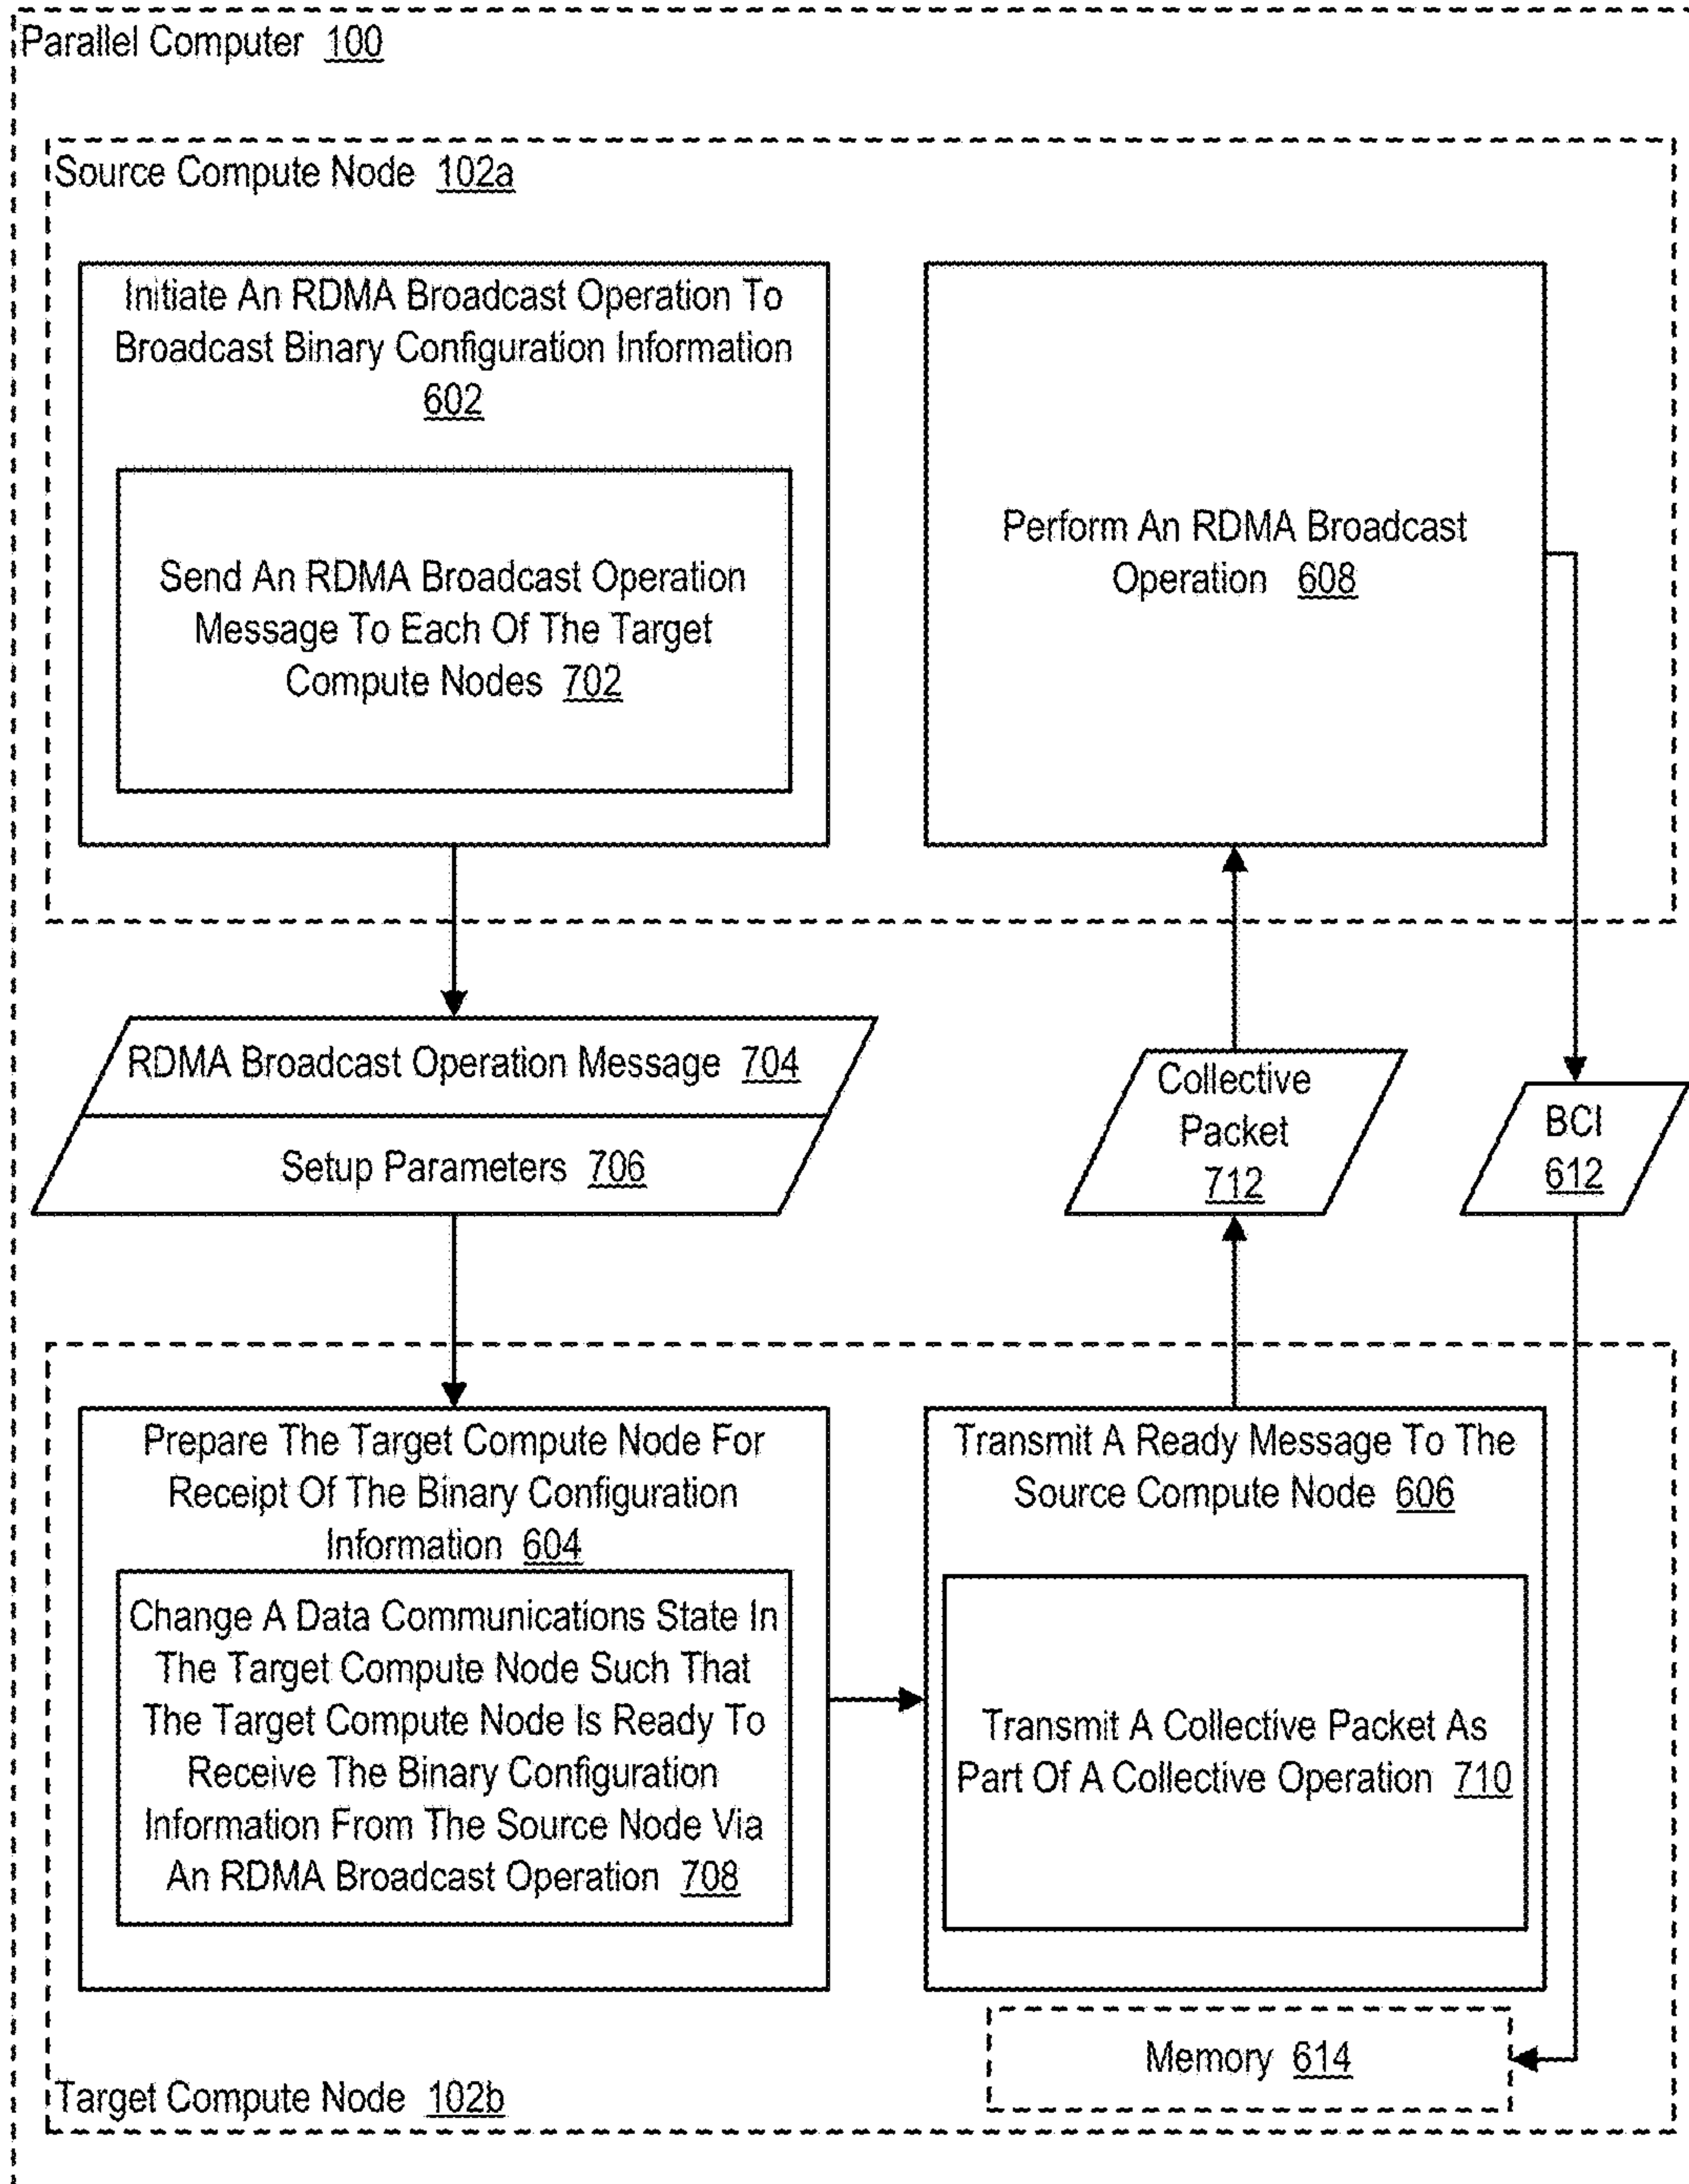 Parallel Computer 100
Source Compute Node 102a
Initiate An RDMA Broadcast Operation To
Broadcast Binary Configuration Information
602
Send An RDMA Broadcast Operation
Message To Each Of The Target
Compute Nodes 702
Perform An RDMA Broadcast
Operation 608
RDMA Broadcast Operation Message 704
Setup Parameters 706
Collective
Packet
712
BCI
612
Prepare The Target Compute Node For
Receipt Of The Binary Configuration
Information 604
Change A Data Communications State In
The Target Compute Node Such That
The Target Compute Node Is Ready To
Receive The Binary Configuration
Information From The Source Node Via
An RDMA Broadcast Operation 708
Transmit A Ready Message To The
Source Compute Node 606
Transmit A Collective Packet As
Part Of A Collective Operation 710
Memory 614
Target Compute Node 102b